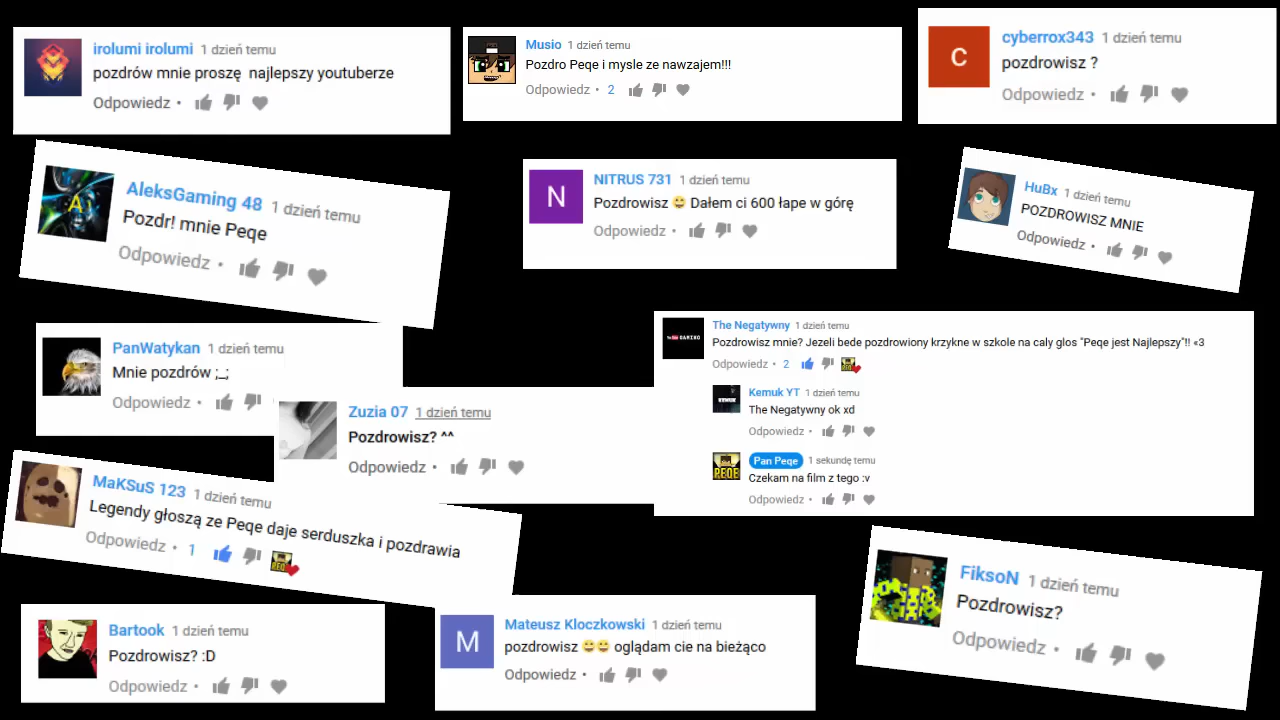 irolumi irolumi 1 dzień temu
pozdrów mnie proszę najlepszy youtuberze
Odpowiedz •
Musio 1 dzień temu
Pozdro Peqe i mysle ze nawzajem!!!
Odpowiedz • 2
C
cyberrox343 1 dzień temu
pozdrowisz ?
Odpowiedz •
A
AleksGaming 48 1 dzień temu
Pozdr! mnie Peqe
Odpowiedz •
N
NITRUS 731 1 dzień temu
Pozdrowisz 😄 Dałem ci 600 łape w górę
Odpowiedz •
HuBx 1 dzień temu
POZDROWISZ MNIE
Odpowiedz •
PanWatykan 1 dzień temu
Mnie pozdrów ;_;
Odpowiedz •
The Negatywny 1 dzień temu
Pozdrowisz mnie? Jezeli bede pozdrowiony krzykne w szkole na caly glos "Peqe jest Najlepszy"!! «3
Odpowiedz • 2
Kemuk YT 1 dzień temu
The Negatywny ok xd
Odpowiedz •
PEQE
Pan Peqe 1 sekundę temu
Czekam na film z tego :v
Odpowiedz •
Zuzia 07 1 dzień temu
Pozdrowisz? ^^
Odpowiedz •
MaKSuS 123 1 dzień temu
Legendy głoszą ze Peqe daje serduszka i pozdrawia
Odpowiedz • 1
FiksoN 1 dzień temu
Pozdrowisz?
Odpowiedz •
Bartook 1 dzień temu
Pozdrowisz? :D
Odpowiedz •
M
Mateusz Kloczkowski 1 dzień temu
pozdrowisz 😄😄 oglądam cie na bieżąco
Odpowiedz •